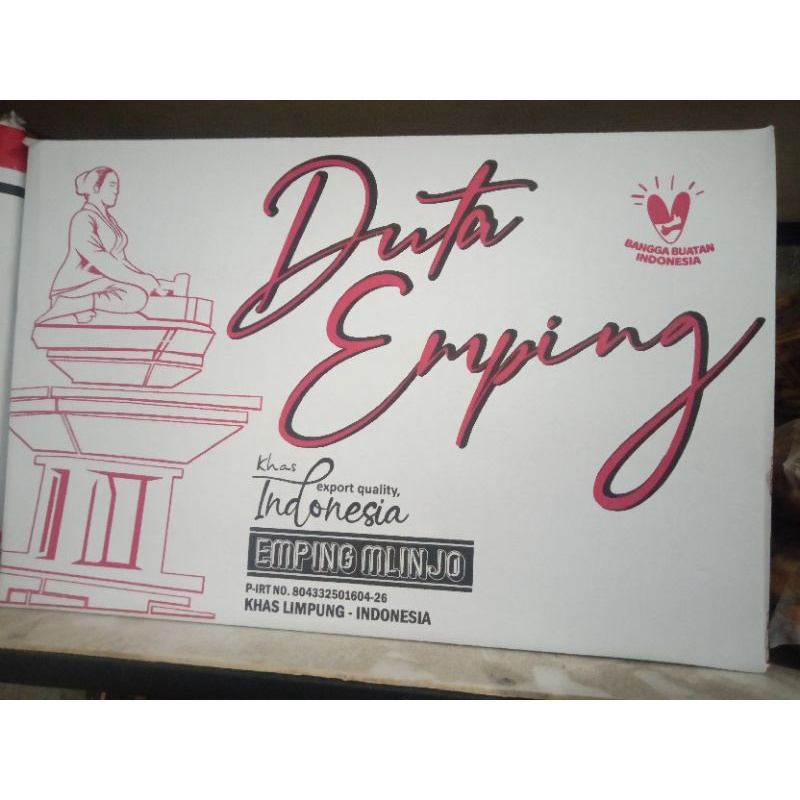 Duta
Emping
BANGGA BUATAN
INDONESIA
Khas
export quality,
Indonesia
EMPING MLINJO
P-IRT NO. 804332501604-26
KHAS LIMPUNG - INDONESIA